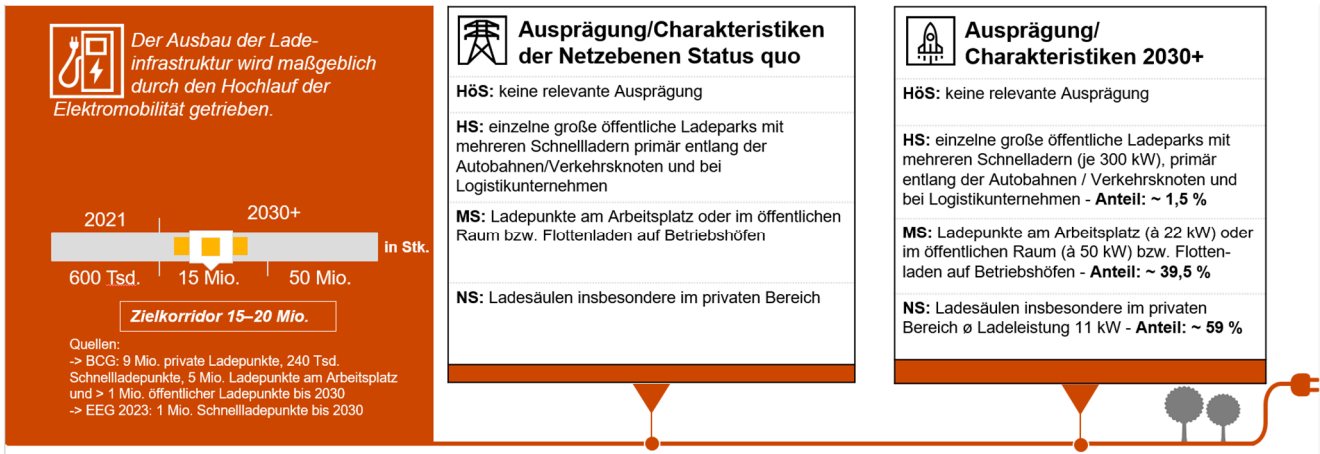 Der Ausbau der Lade-
infrastruktur wird maßgeblich
durch den Hochlauf der
Elektromobilität getrieben.
2021
2030+
in Stk.
600 Tsd.
15 Mio.
50 Mio.
Zielkorridor 15–20 Mio.
Quellen:
-> BCG: 9 Mio. private Ladepunkte, 240 Tsd.
Schnellladepunkte, 5 Mio. Ladepunkte am Arbeitsplatz
und > 1 Mio. öffentlicher Ladepunkte bis 2030
-> EEG 2023: 1 Mio. Schnellladepunkte bis 2030
Ausprägung/Charakteristiken
der Netzebenen Status quo
HöS: keine relevante Ausprägung
HS: einzelne große öffentliche Ladeparks mit
mehreren Schnellladern primär entlang der
Autobahnen/Verkehrsknoten und bei
Logistikunternehmen
MS: Ladepunkte am Arbeitsplatz oder im öffentlichen
Raum bzw. Flottenladen auf Betriebshöfen
NS: Ladesäulen insbesondere im privaten Bereich
Ausprägung/
Charakteristiken 2030+
HöS: keine relevante Ausprägung
HS: einzelne große öffentliche Ladeparks mit
mehreren Schnelladern (je 300 kW), primär
entlang der Autobahnen / Verkehrsknoten und
bei Logistikunternehmen - Anteil: ~ 1,5 %
MS: Ladepunkte am Arbeitsplatz (à 22 kW) oder
im öffentlichen Raum (à 50 kW) bzw. Flotten-
laden auf Betriebshöfen - Anteil: ~ 39,5 %
NS: Ladesäulen insbesondere im privaten
Bereich ø Ladeleistung 11 kW - Anteil: ~ 59 %